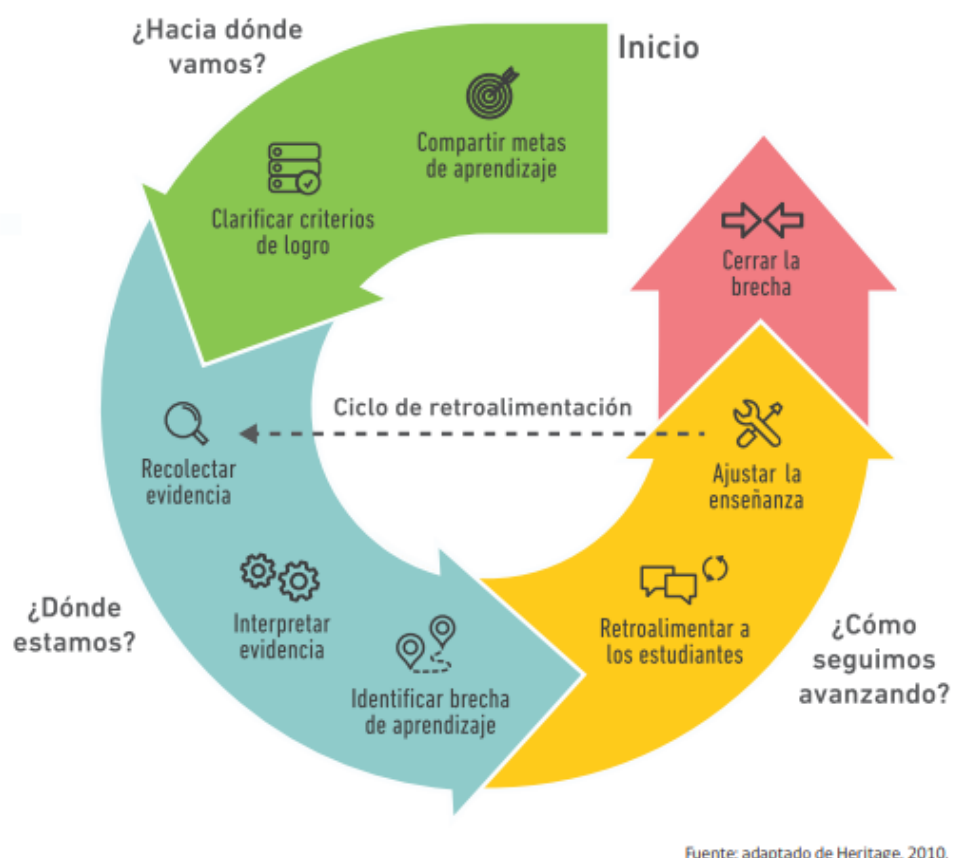 ¿Hacia dónde
vamos?
Inicio
Compartir metas
de aprendizaje
Clarificar criterios
de logro
Cerrar la
brecha
Ciclo de retroalimentación
Recolectar
evidencia
Ajustar la
enseñanza
¿Dónde
estamos?
Interpretar
evidencia
Identificar brecha
de aprendizaje
Retroalimentar a
los estudiantes
¿Cómo
seguimos
avanzando?
Fuente: adaptado de Heritage, 2010.